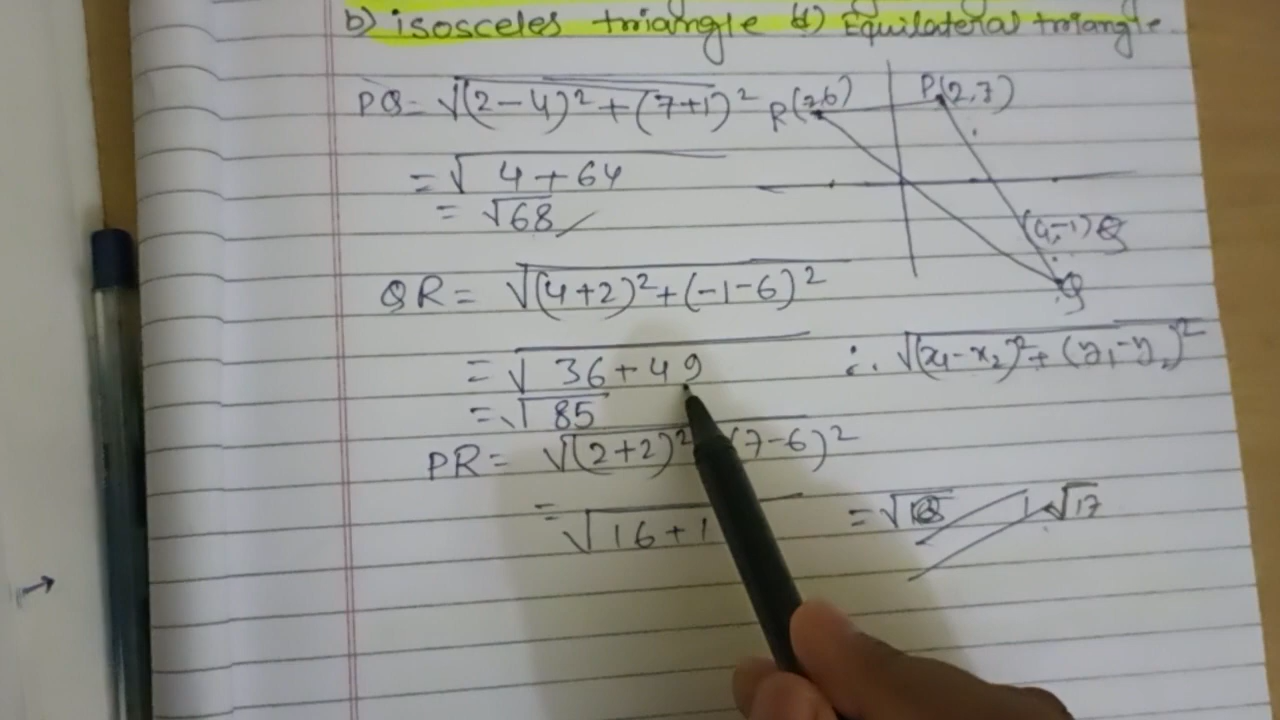 b) isosceles triangle d) Equilateral triangle.
PQ = √(2-4)² + (7+1)²
R(
P(2,7)
= √4+64
= √68
(4,-1) Q
Q
QR = √(4+2)²+(-1-6)²
= √36+49
∴ √(x₁-x₂)²+(y₁-y₂)²
= √85
PR = √(2+2)² (7-6)²
= √16+1
= √17